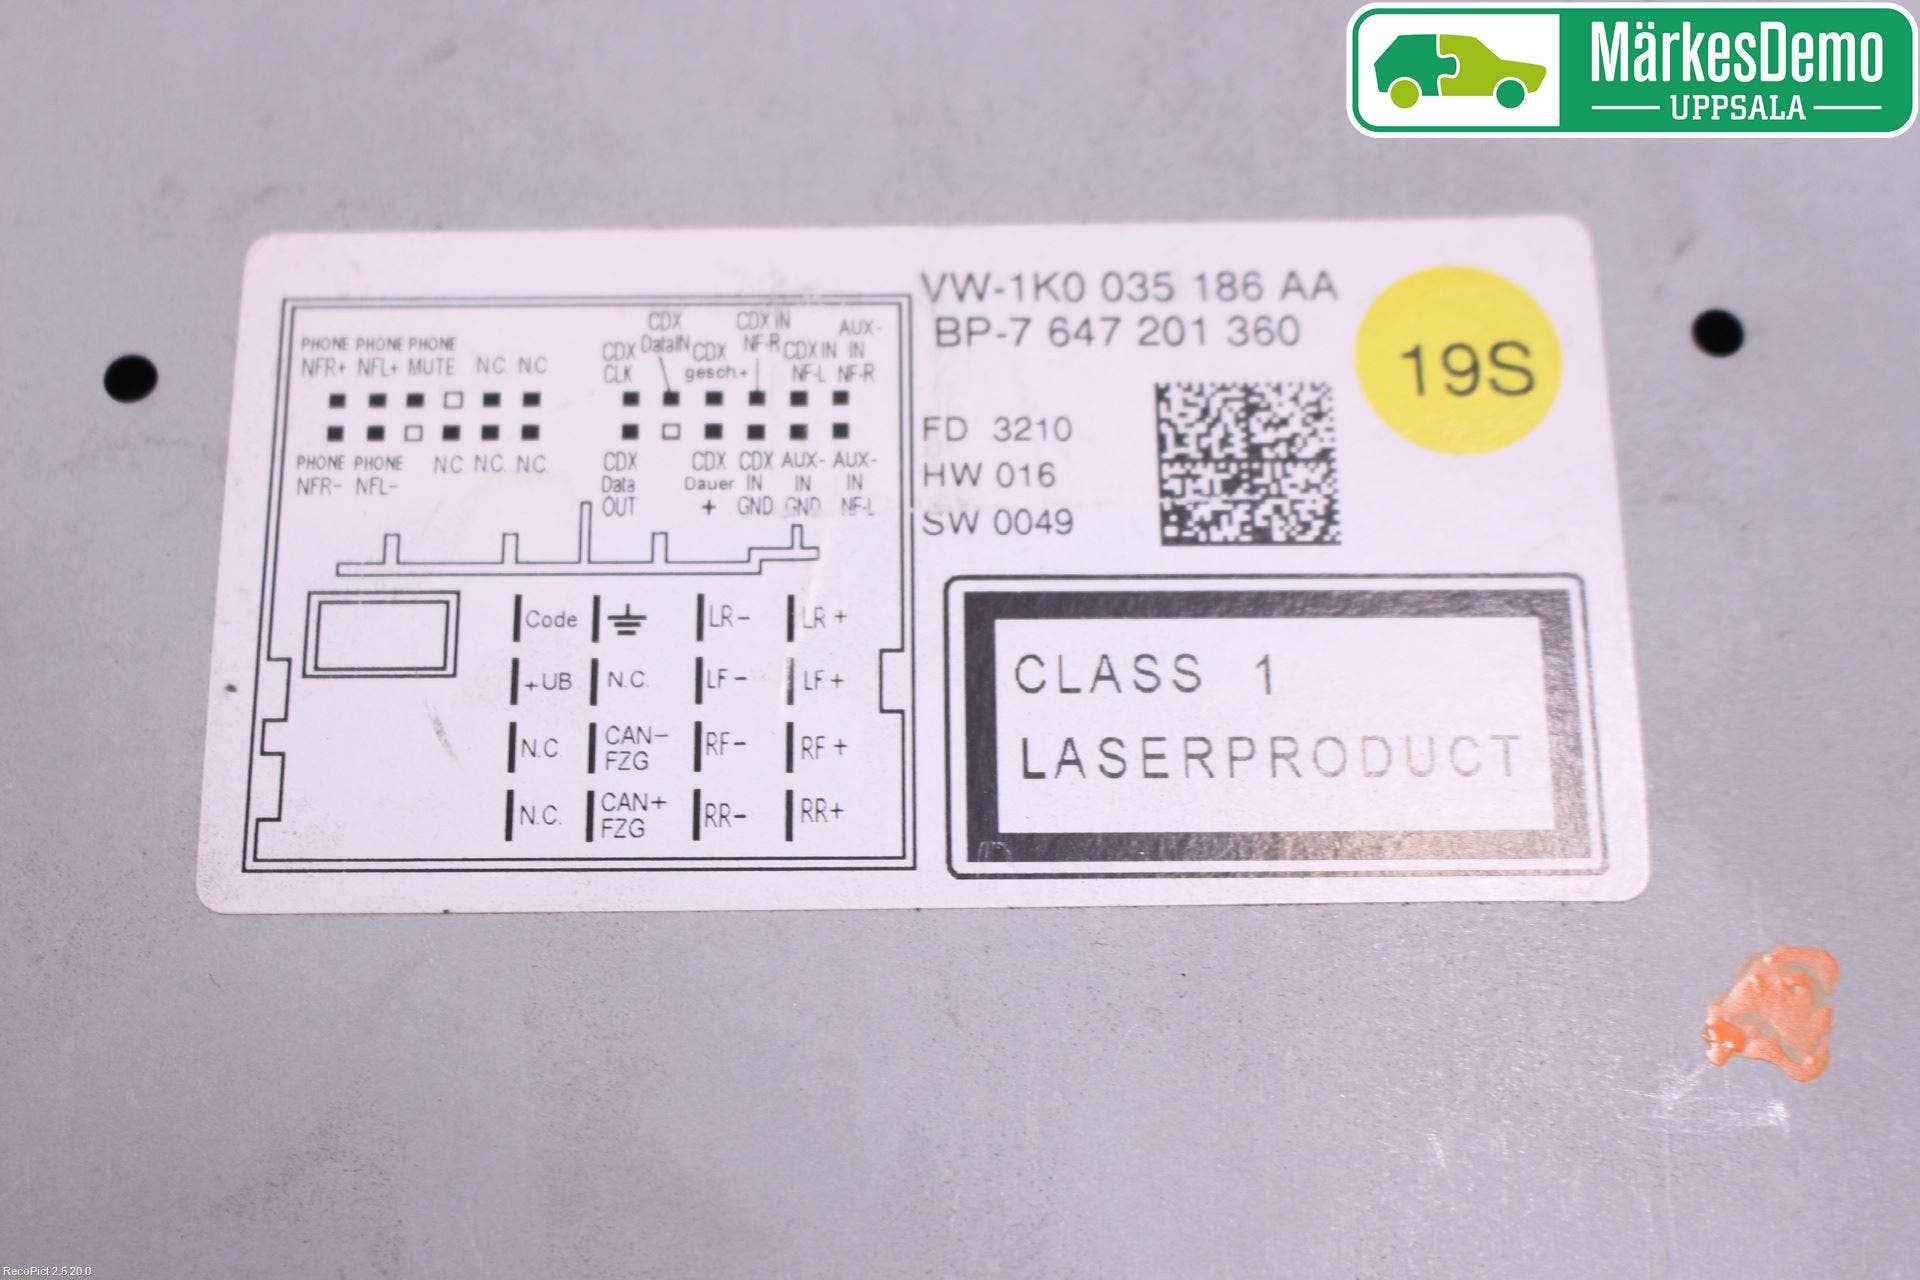 MärkesDemo
UPPSALA
VW-1K0 035 186 AA
BP-7 647 201 360
19S
FD 3210
HW 016
SW 0049
CLASS 1
LASERPRODUCT
PHONE PHONE PHONE
NFR+ NFL+ MUTE N.C N.C
PHONE PHONE
NFR- NFL- N.C N.C. N.C.
CDX CLK
CDX DataIN
CDX gesch.+
CDX IN NF-R
CDX IN NF-L
AUX-IN NF-R
CDX Data OUT
CDX Dauer +
CDX IN GND
AUX-IN GND
AUX-IN NF-L
Code LR- LR+
+UB N.C. LF- LF+
N.C. CAN- FZG RF- RF+
N.C. CAN+ FZG RR- RR+
RecoPict 2.5.20.0